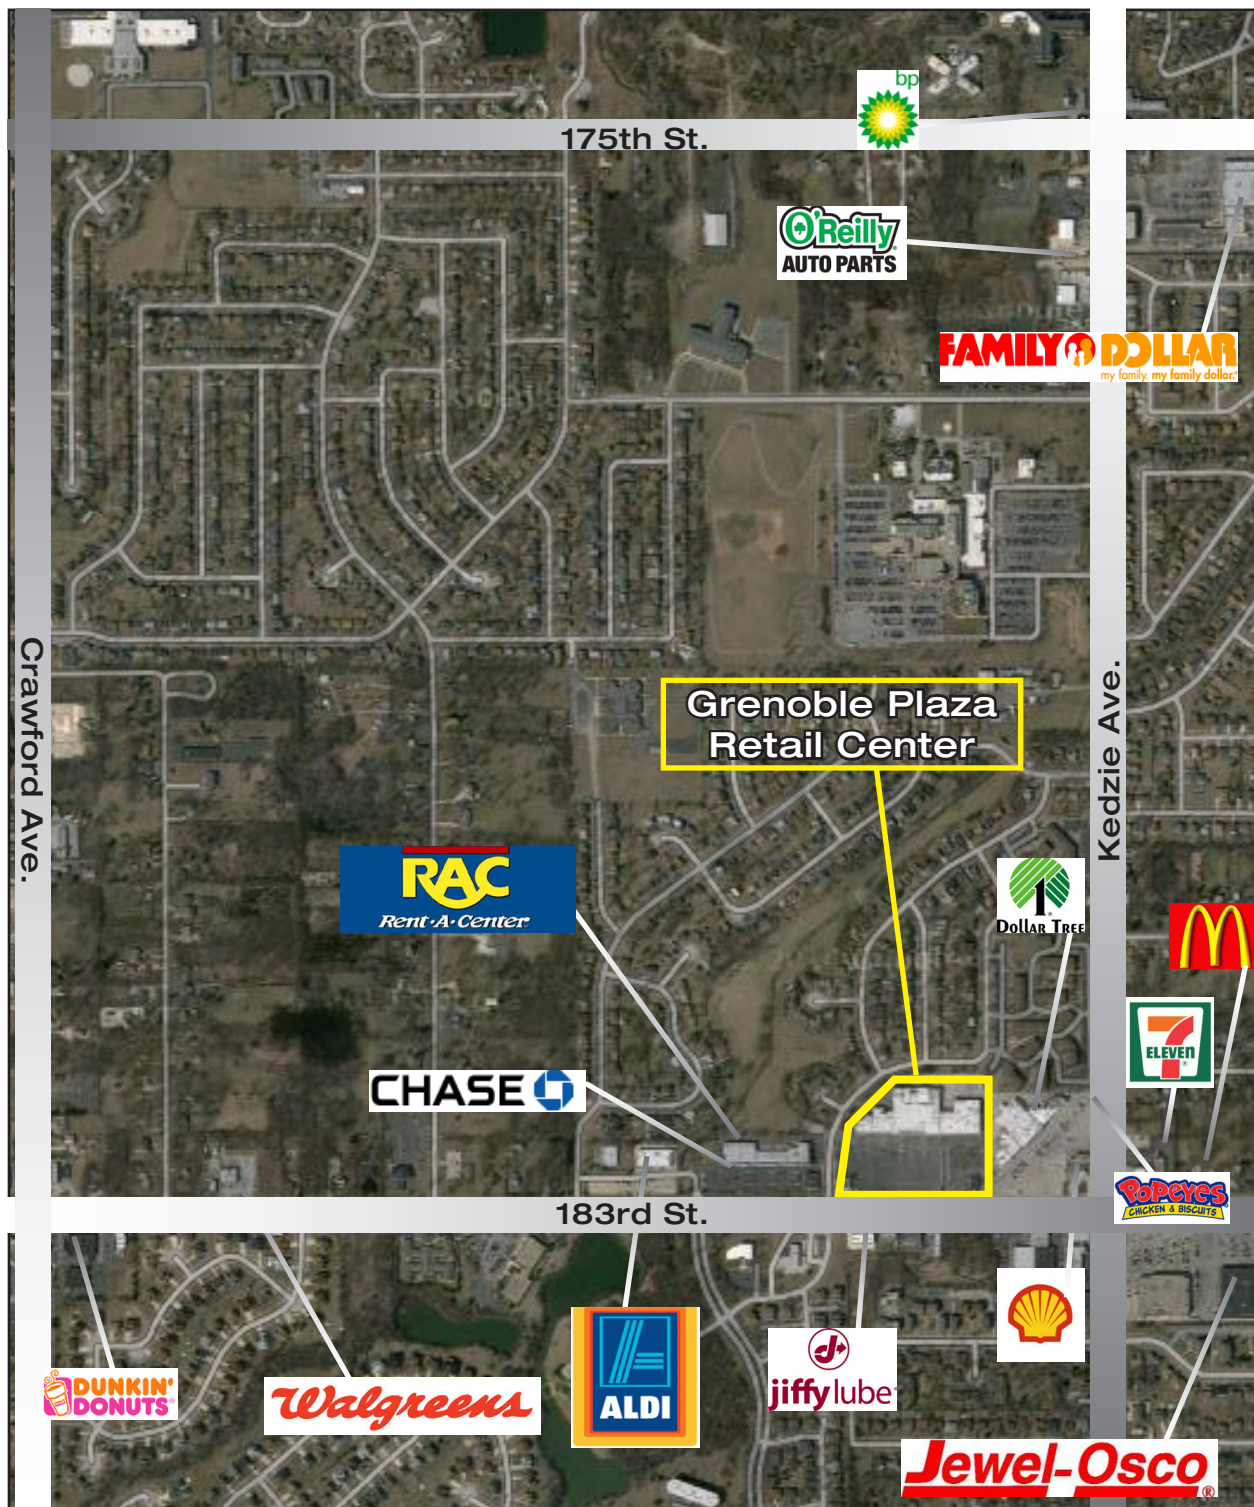 bp
175th St.
O'Reilly
AUTO PARTS
FAMILY DOLLAR
my family. my family dollar.
Crawford Ave.
Kedzie Ave.
Grenoble Plaza
Retail Center
RAC
Rent-A-Center
1
DOLLAR TREE
M
7
ELEVEN
CHASE
POPEYES
CHICKEN & BISCUITS
183rd St.
DUNKIN'
DONUTS
Walgreens
ALDI
jiffy lube
Jewel-Osco